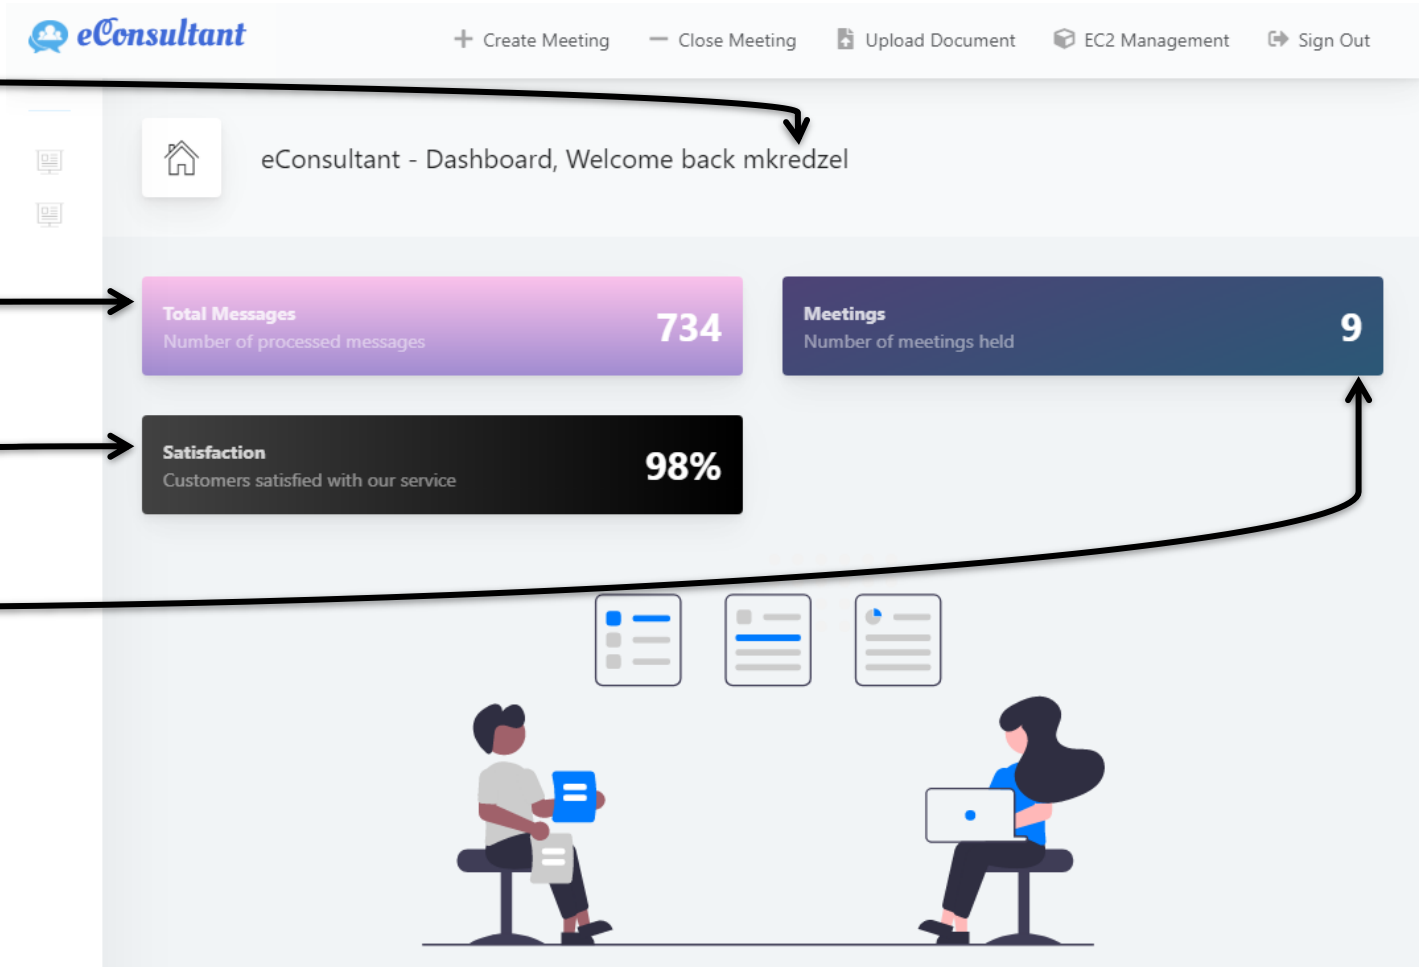 eConsultant
Create Meeting
Close Meeting
Upload Document
EC2 Management
Sign Out
eConsultant - Dashboard, Welcome back mkredzel
Total Messages
Number of processed messages
734
Meetings
Number of meetings held
9
Satisfaction
Customers satisfied with our service
98%